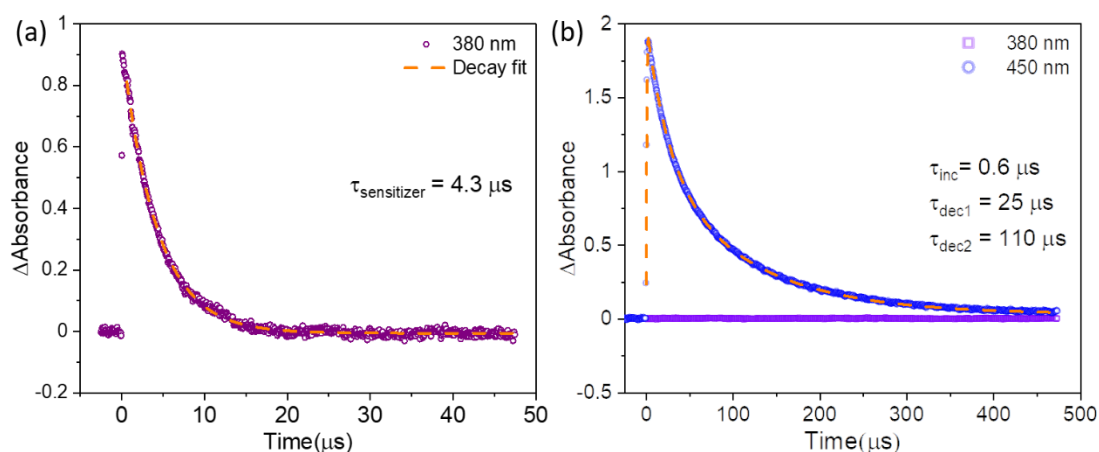 (a)
1
0.8
0.6
0.4
0.2
0
-0.2
ΔAbsorbance
380 nm
Decay fit
τsensitizer = 4.3 μs
0 10 20 30 40 50
Time(μs)
(b)
2
1.5
1
0.5
0
-0.5
ΔAbsorbance
380 nm
450 nm
τinc= 0.6 μs
τdec1 = 25 μs
τdec2 = 110 μs
0 100 200 300 400 500
Time(μs)